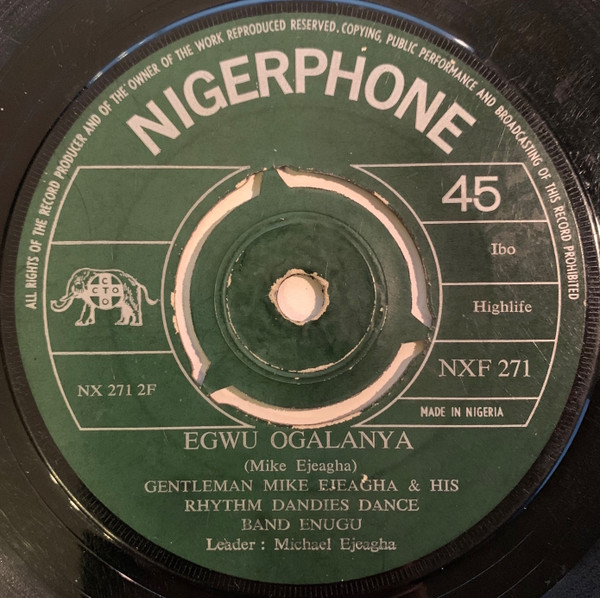 ALL RIGHTS OF THE RECORD PRODUCER AND OF THE OWNER OF THE WORK REPRODUCED RESERVED. COPYING, PUBLIC PERFORMANCE AND BROADCASTING OF THIS RECORD PROHIBITED
NIGERPHONE
45
Ibo
Highlife
C
CTO
O
NX 271 2F
NXF 271
MADE IN NIGERIA
EGWU OGALANYA
(Mike Ejeagha)
GENTLEMAN MIKE EJEAGHA & HIS
RHYTHM DANDIES DANCE
BAND ENUGU
Leader : Michael Ejeagha